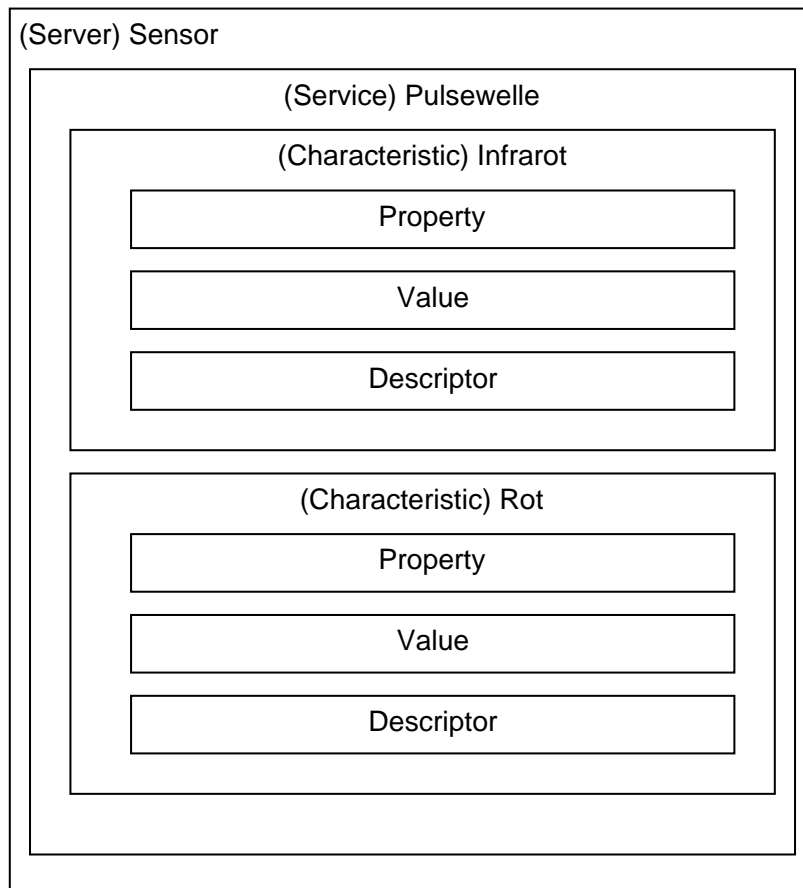 (Server) Sensor
(Service) Pulsewelle
(Characteristic) Infrarot
Property
Value
Descriptor
(Characteristic) Rot
Property
Value
Descriptor